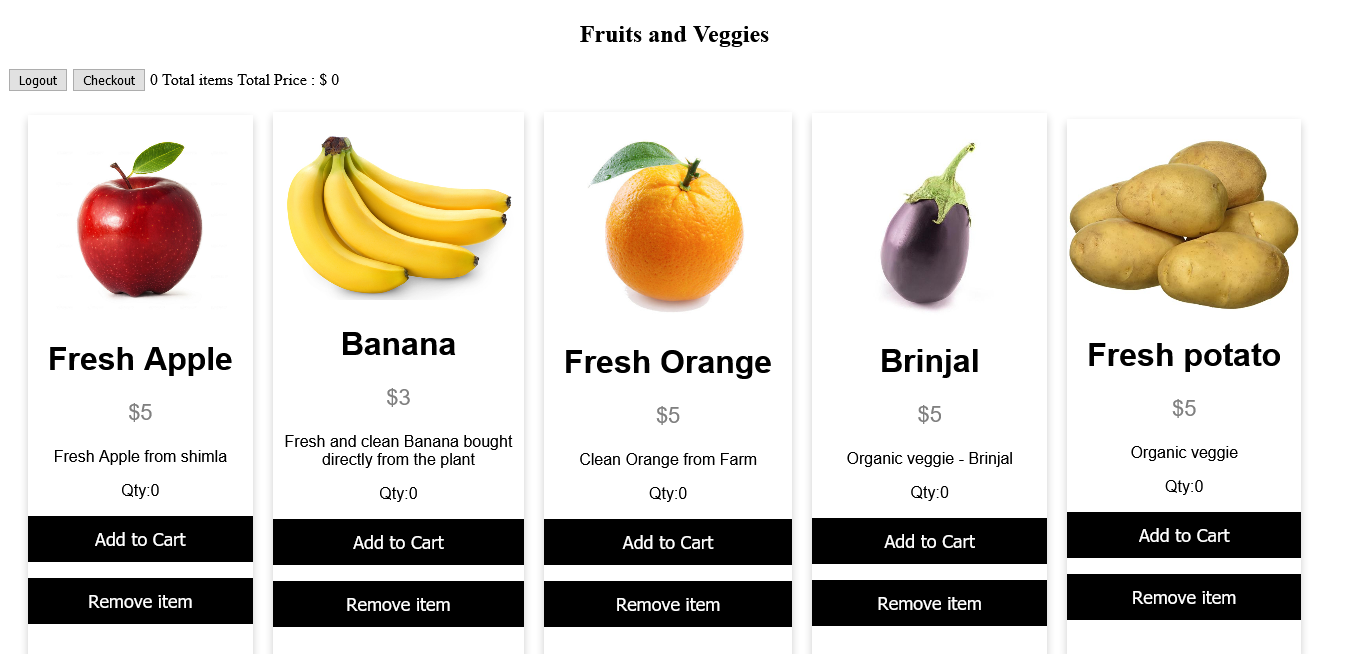 Fruits and Veggies
Logout Checkout 0 Total items Total Price : $ 0
Fresh Apple
$5
Fresh Apple from shimla
Qty:0
Add to Cart
Remove item
Banana
$3
Fresh and clean Banana bought
directly from the plant
Qty:0
Add to Cart
Remove item
Fresh Orange
$5
Clean Orange from Farm
Qty:0
Add to Cart
Remove item
Brinjal
$5
Organic veggie - Brinjal
Qty:0
Add to Cart
Remove item
Fresh potato
$5
Organic veggie
Qty:0
Add to Cart
Remove item